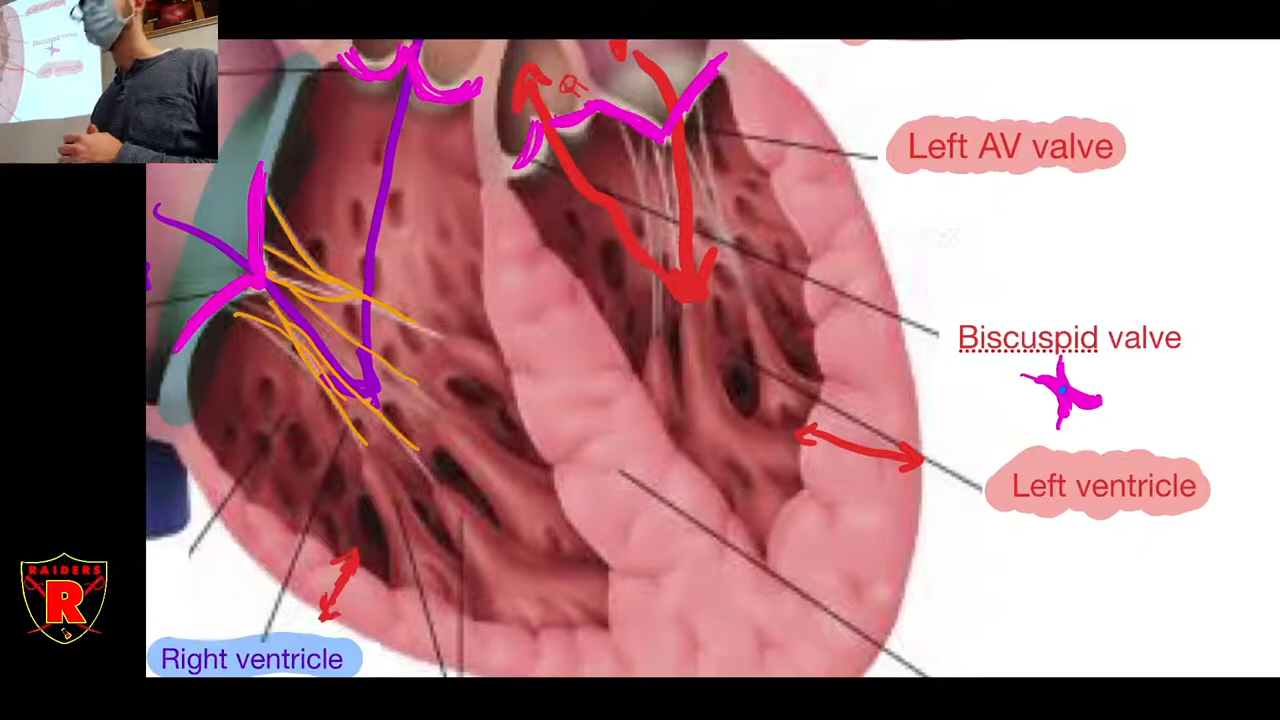 Left AV valve
Biscuspid valve
Left ventricle
Right ventricle
RAIDERS
R